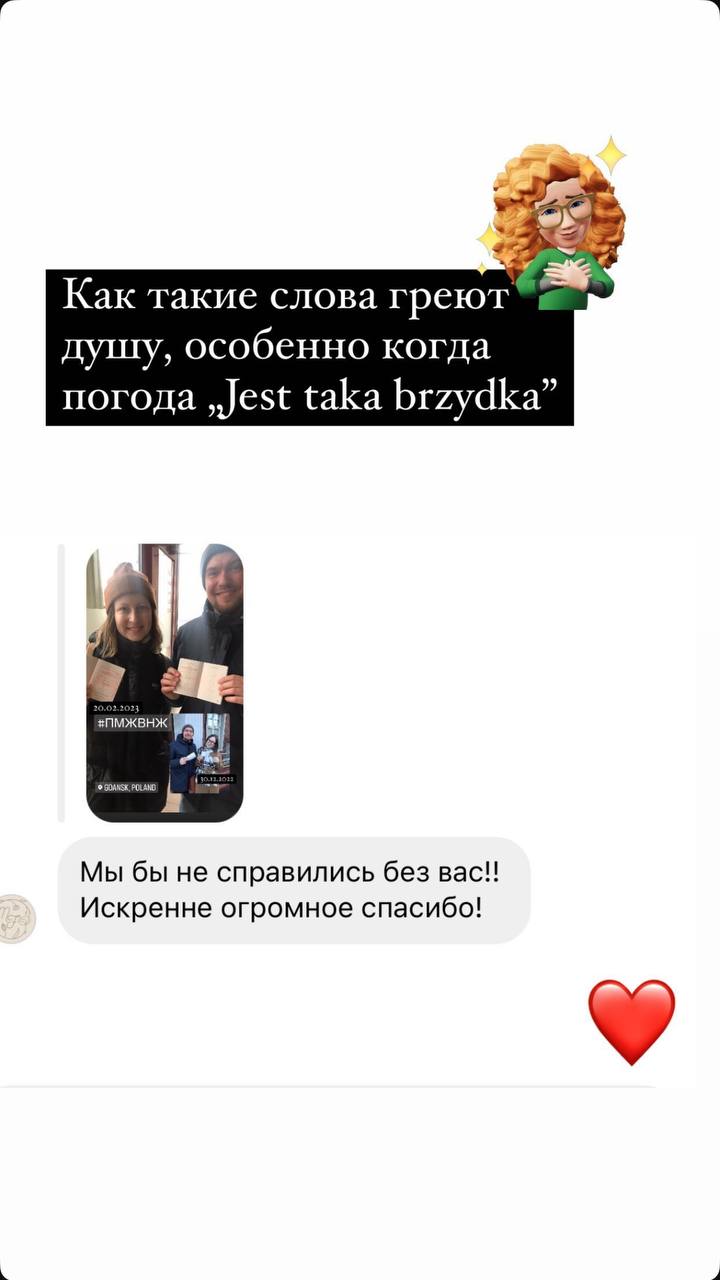 Как такие слова греют
душу, особенно когда
погода „Jest taka brzydka”
20.02.2023
#ПМЖВНЖ
30.12.2022
GDANSK, POLAND
Мы бы не справились без вас!!
Искренне огромное спасибо!